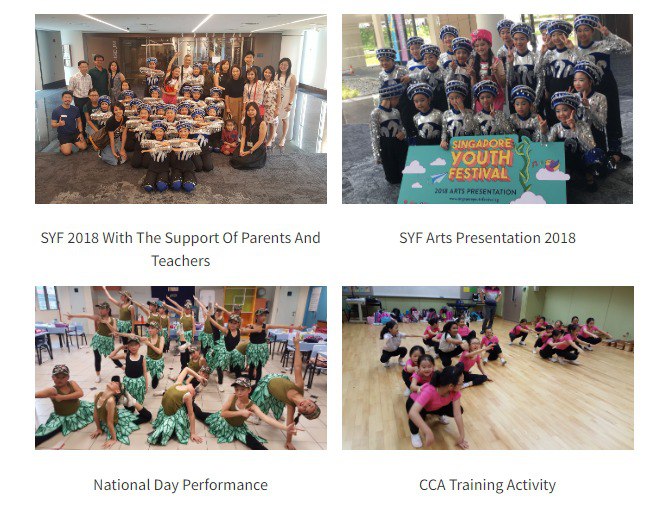 SINGAPORE
YOUTH
FESTIVAL
2018 ARTS PRESENTATION
SYF 2018 With The Support Of Parents And
Teachers
SYF Arts Presentation 2018
National Day Performance
CCA Training Activity